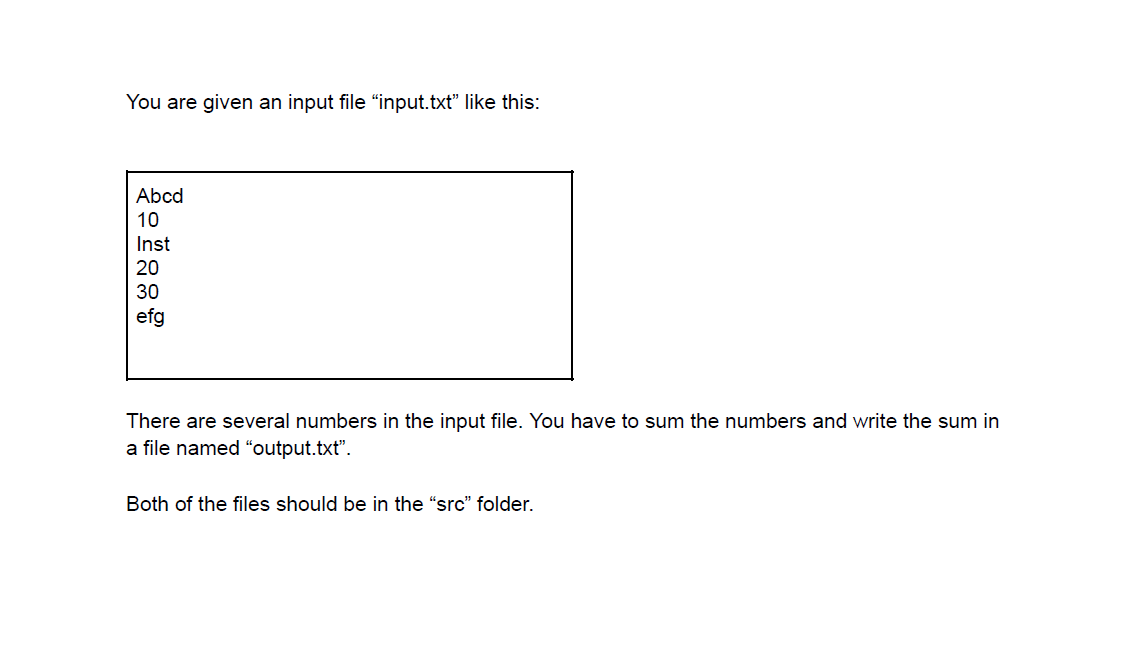 You are given an input file “input.txt” like this:
Abcd
10
Inst
20
30
efg
There are several numbers in the input file. You have to sum the numbers and write the sum in
a file named “output.txt”.
Both of the files should be in the “src” folder.